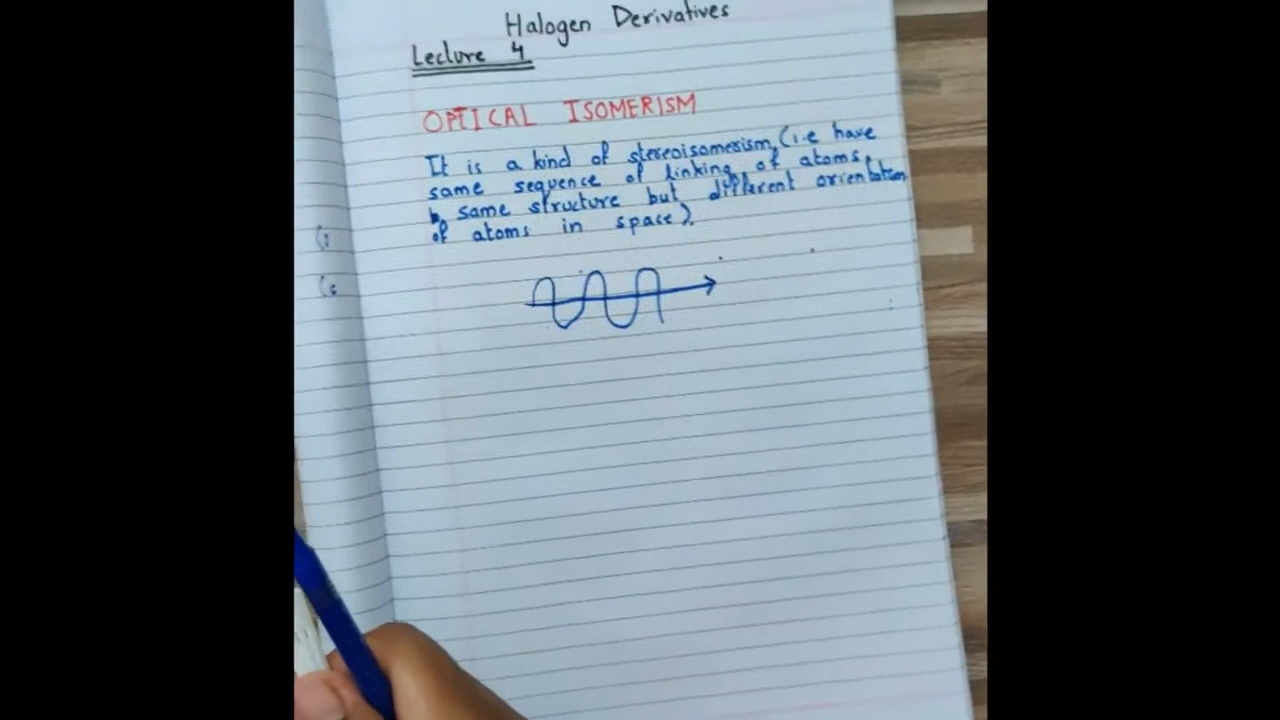 Halogen Derivatives
Lecture 4
OPTICAL ISOMERISM
It is a kind of stereoisomerism, (i.e have
same sequence of linking of atoms,
same structure but different orientation
of atoms in space).